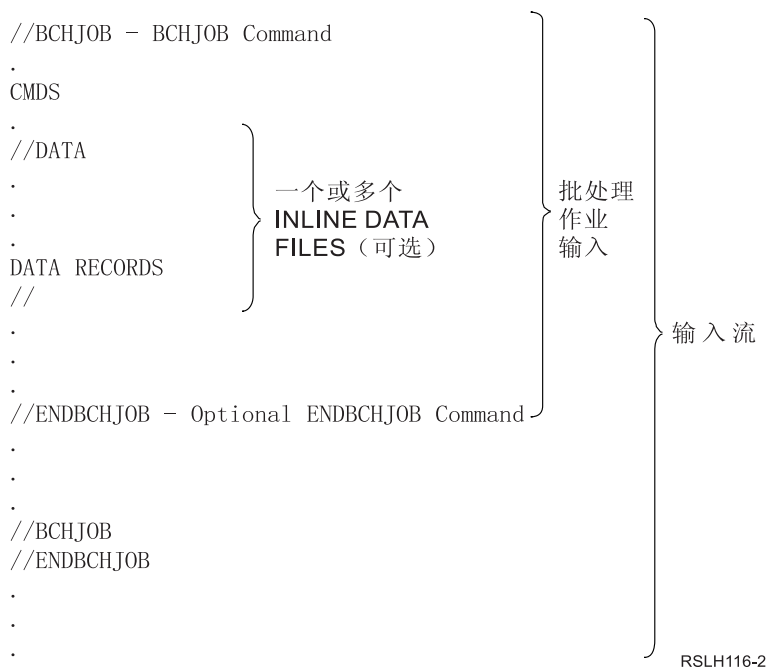 //BCHJOB - BCHJOB Command
.
CMDS
.
//DATA
.
.
.
DATA RECORDS
//
.
.
.
//ENDBCHJOB - Optional ENDBCHJOB Command
.
.
.
//BCHJOB
//ENDBCHJOB
.
.
.
一个或多个
INLINE DATA
FILES（可选）
批处理
作业
输入
输入流
RSLH116-2